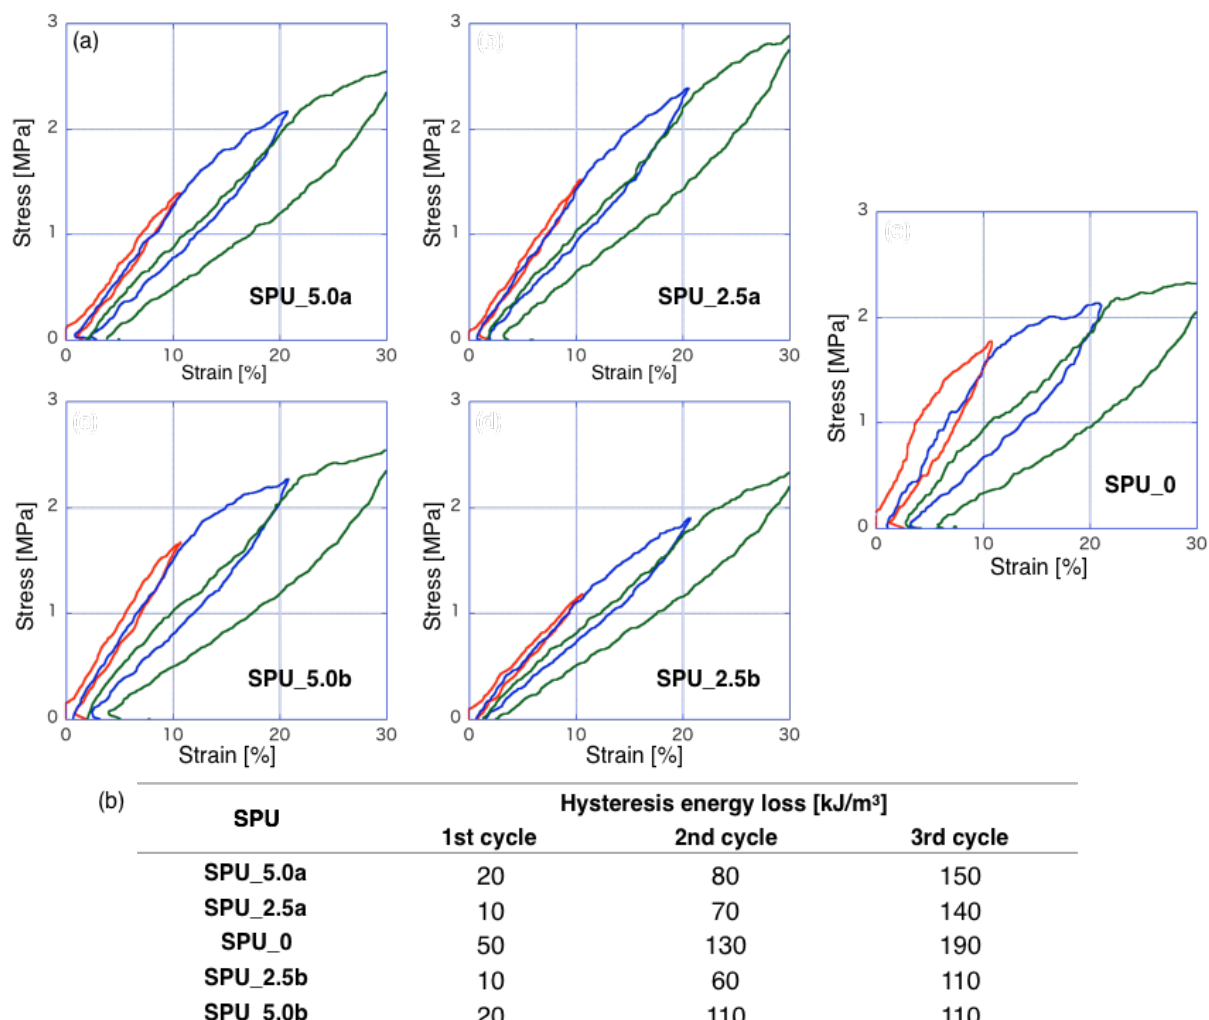 (a)
3
2
1
0
Stress [MPa]
0 10 20 30
Strain [%]
SPU_5.0a
3
2
1
0
Stress [MPa]
0 10 20 30
Strain [%]
SPU_2.5a
3
2
1
0
Stress [MPa]
0 10 20 30
Strain [%]
SPU_0
3
2
1
0
Stress [MPa]
0 10 20 30
Strain [%]
SPU_5.0b
(d)
3
2
1
0
Stress [MPa]
0 10 20 30
Strain [%]
SPU_2.5b
(b)
SPU Hysteresis energy loss [kJ/m³]
1st cycle 2nd cycle 3rd cycle
SPU_5.0a 20 80 150
SPU_2.5a 10 70 140
SPU_0 50 130 190
SPU_2.5b 10 60 110
SPU_5.0b 20 110 110